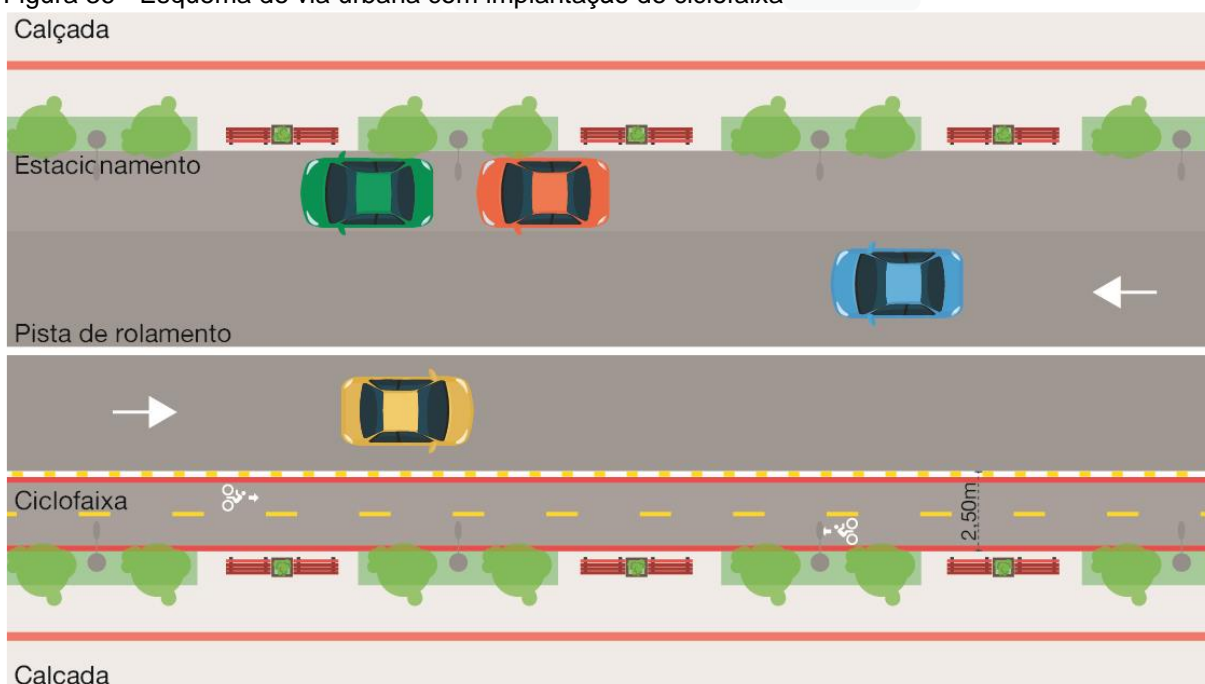 Calçada
Estacionamento
Pista de rolamento
Ciclofaixa
2,50m
Calçada